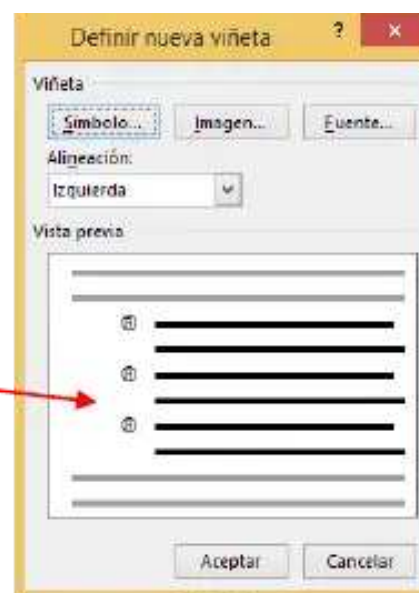 Definir nueva viñeta ? ×
Viñeta
Símbolo... Imagen... Fuente...
Alineación:
Izquierda
Vista previa
Aceptar Cancelar